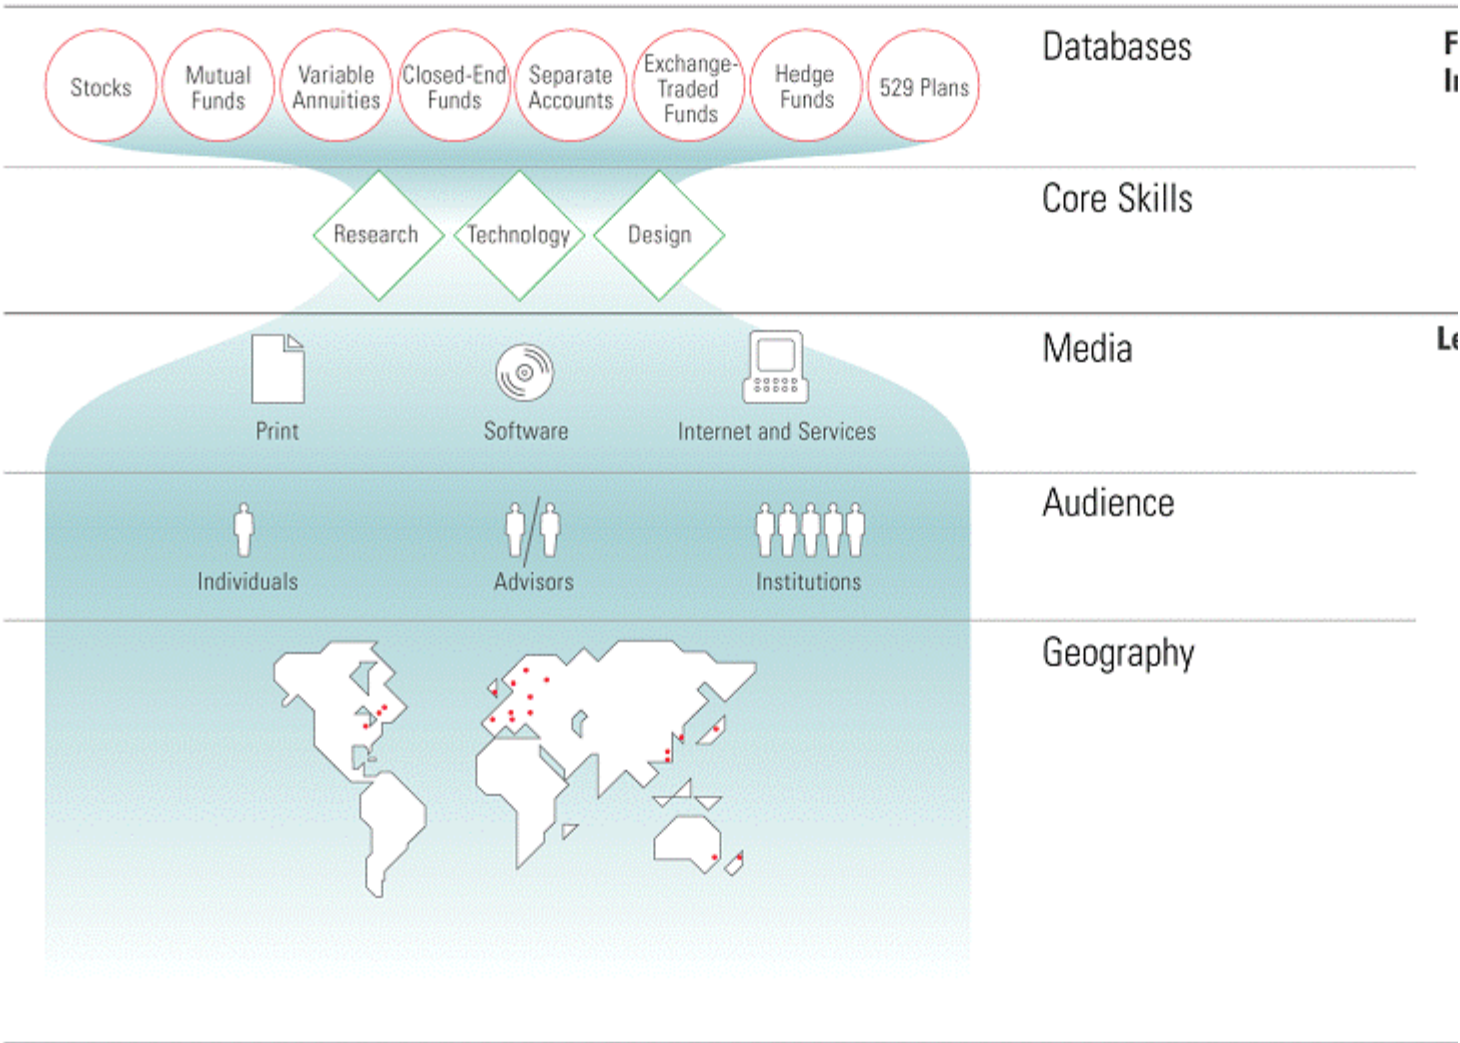 Stocks
Mutual
Funds
Variable
Annuities
Closed-End
Funds
Separate
Accounts
Exchange-
Traded
Funds
Hedge
Funds
529 Plans
Databases
Research
Technology
Design
Core Skills
Print
Software
Internet and Services
Media
Individuals
Advisors
Institutions
Audience
Geography